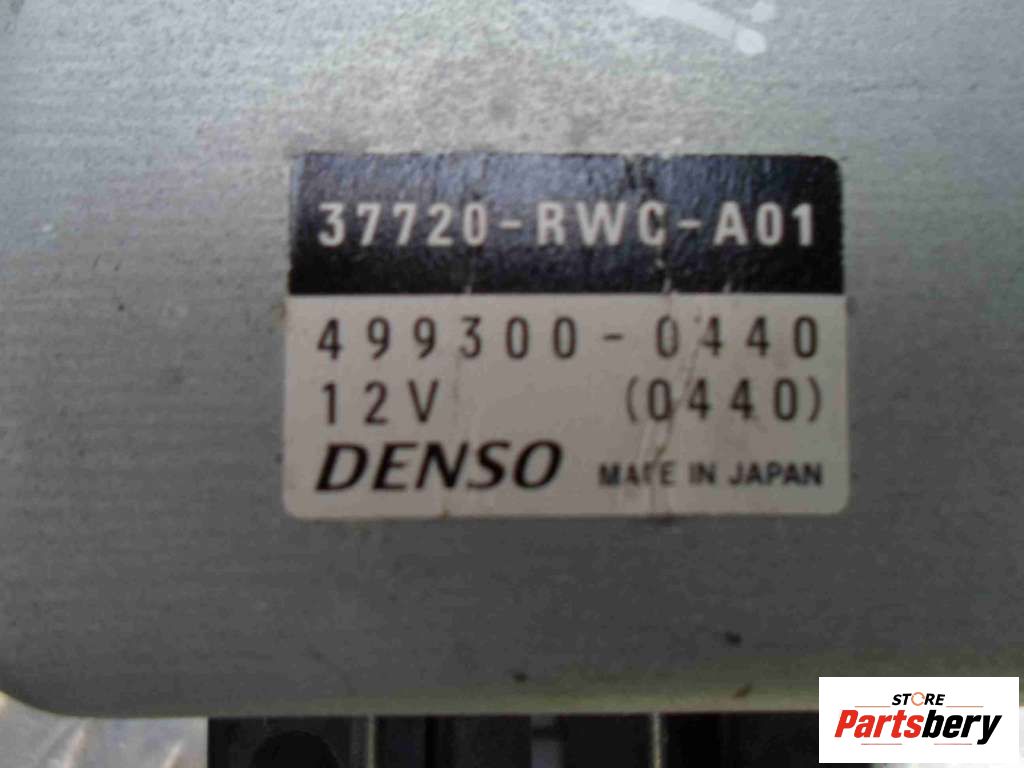 37720-RWC-A01
499300-0440
12V (0440)
DENSO MADE IN JAPAN
STORE
Partsbery